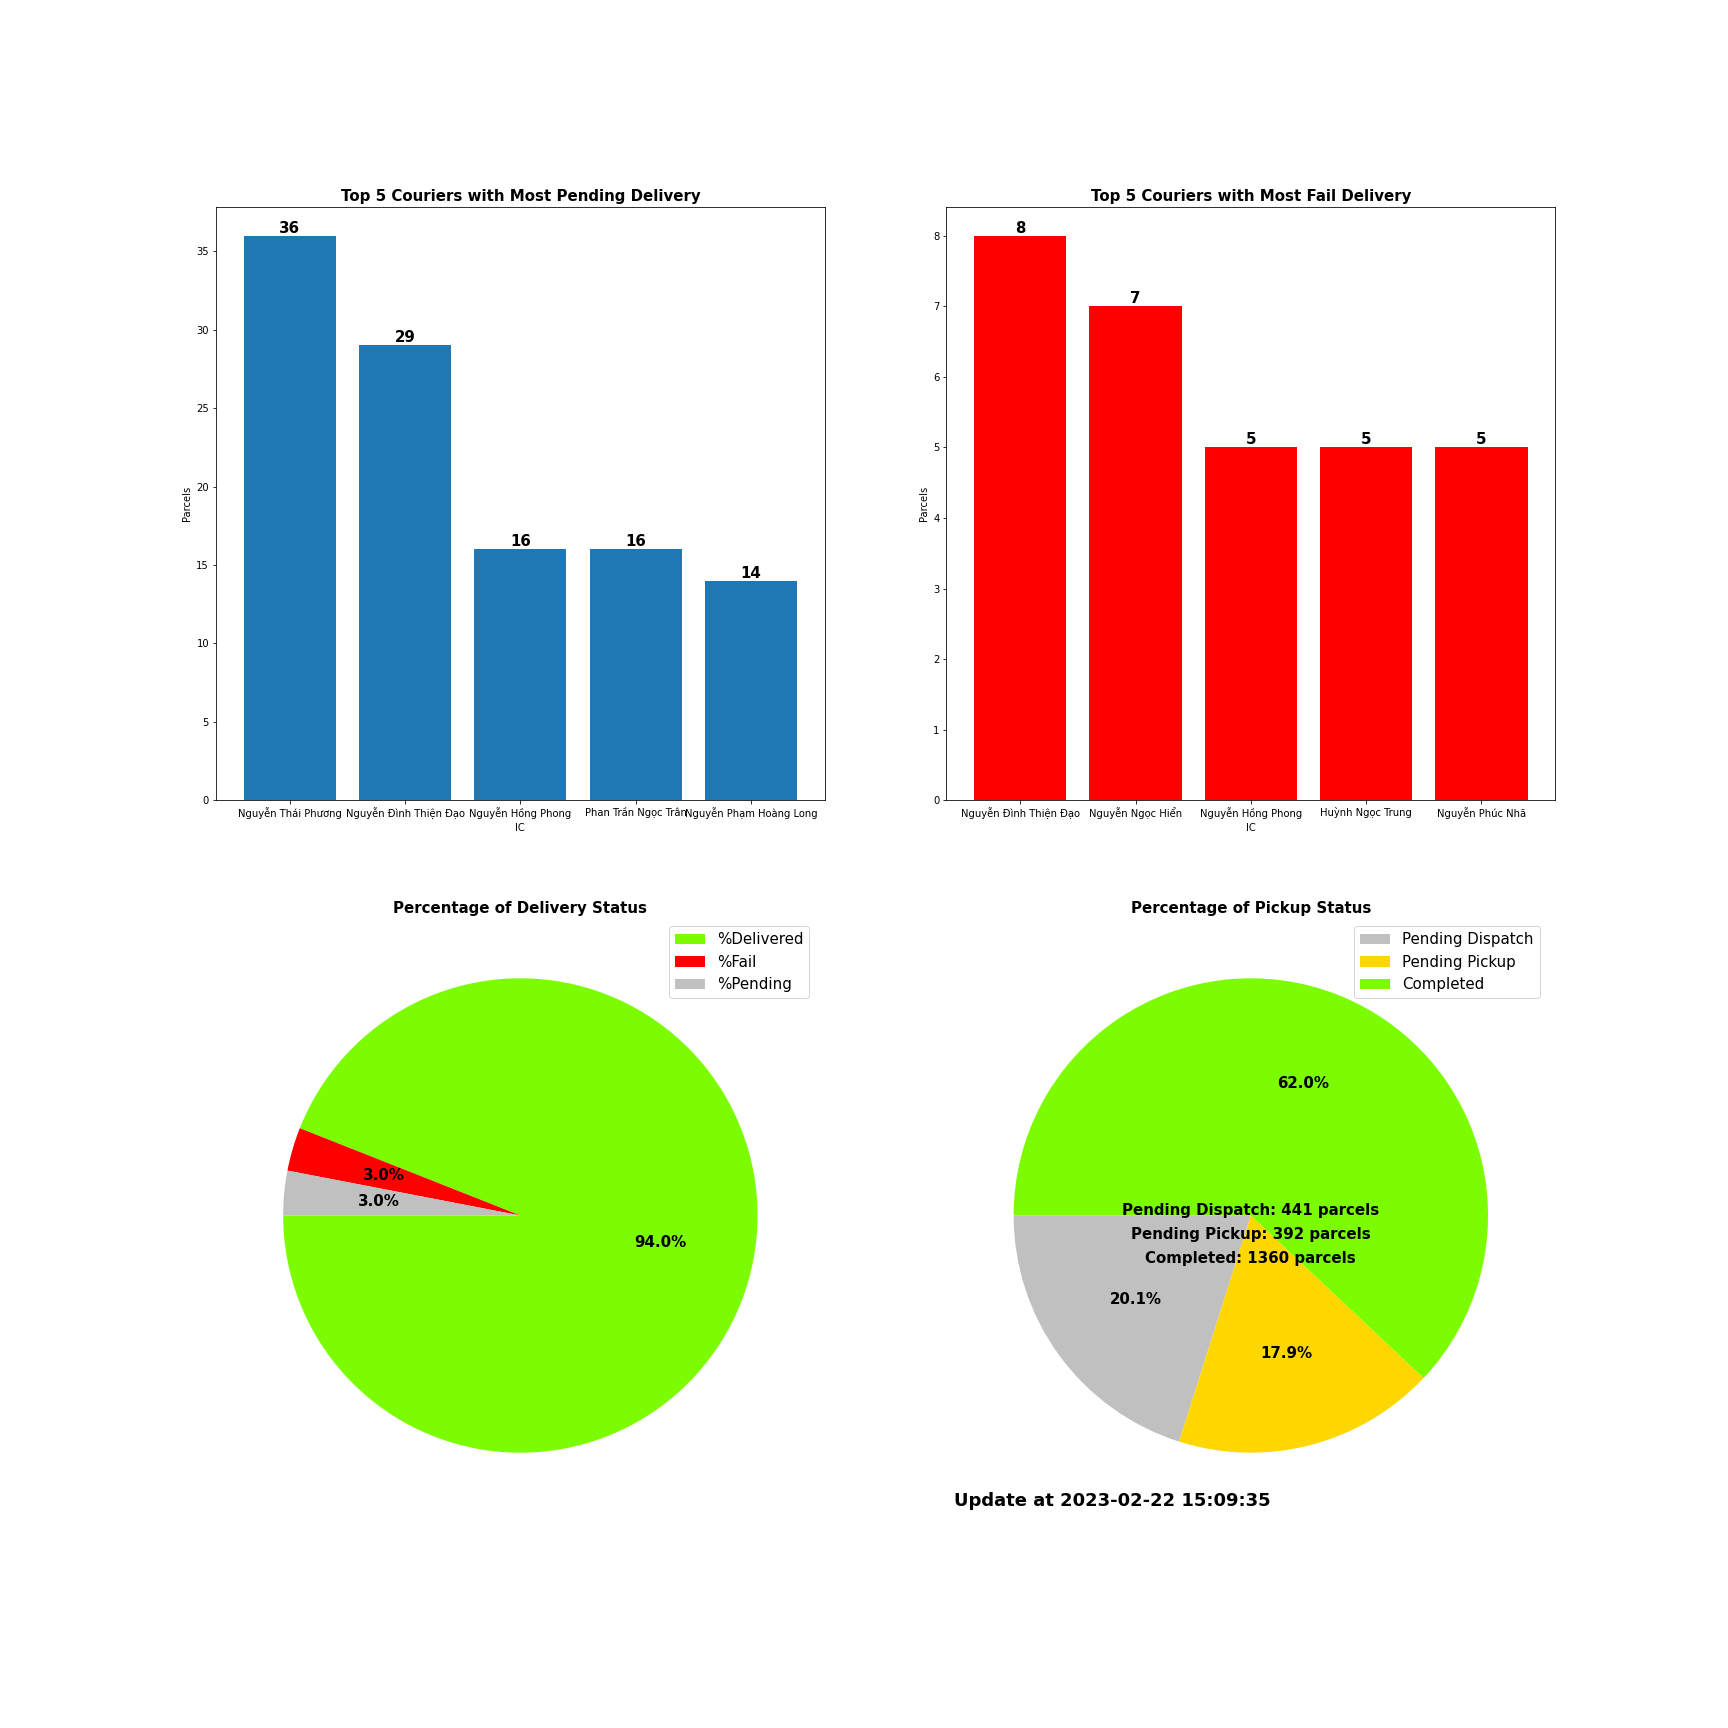 Top 5 Couriers with Most Pending Delivery
36
29
16
16
14
35
30
25
20
15
10
5
0
Parcels
Nguyễn Thái Phương
Nguyễn Đình Thiện Đạo
Nguyễn Hồng Phong
Phan Trần Ngọc Trân
Nguyễn Phạm Hoàng Long
IC
Top 5 Couriers with Most Fail Delivery
8
7
5
5
5
8
7
6
5
4
3
2
1
0
Parcels
Nguyễn Đình Thiện Đạo
Nguyễn Ngọc Hiển
Nguyễn Hồng Phong
Huỳnh Ngọc Trung
Nguyễn Phúc Nhã
IC
Percentage of Delivery Status
%Delivered
%Fail
%Pending
3.0%
3.0%
94.0%
Percentage of Pickup Status
Pending Dispatch
Pending Pickup
Completed
62.0%
Pending Dispatch: 441 parcels
Pending Pickup: 392 parcels
Completed: 1360 parcels
20.1%
17.9%
Update at 2023-02-22 15:09:35